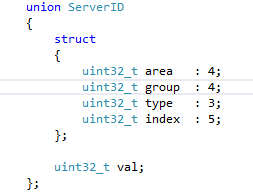 union ServerID
{
    struct
    {
        uint32_t area   : 4;
        uint32_t group  : 4;
        uint32_t type   : 3;
        uint32_t index  : 5;
    };

    uint32_t val;
};